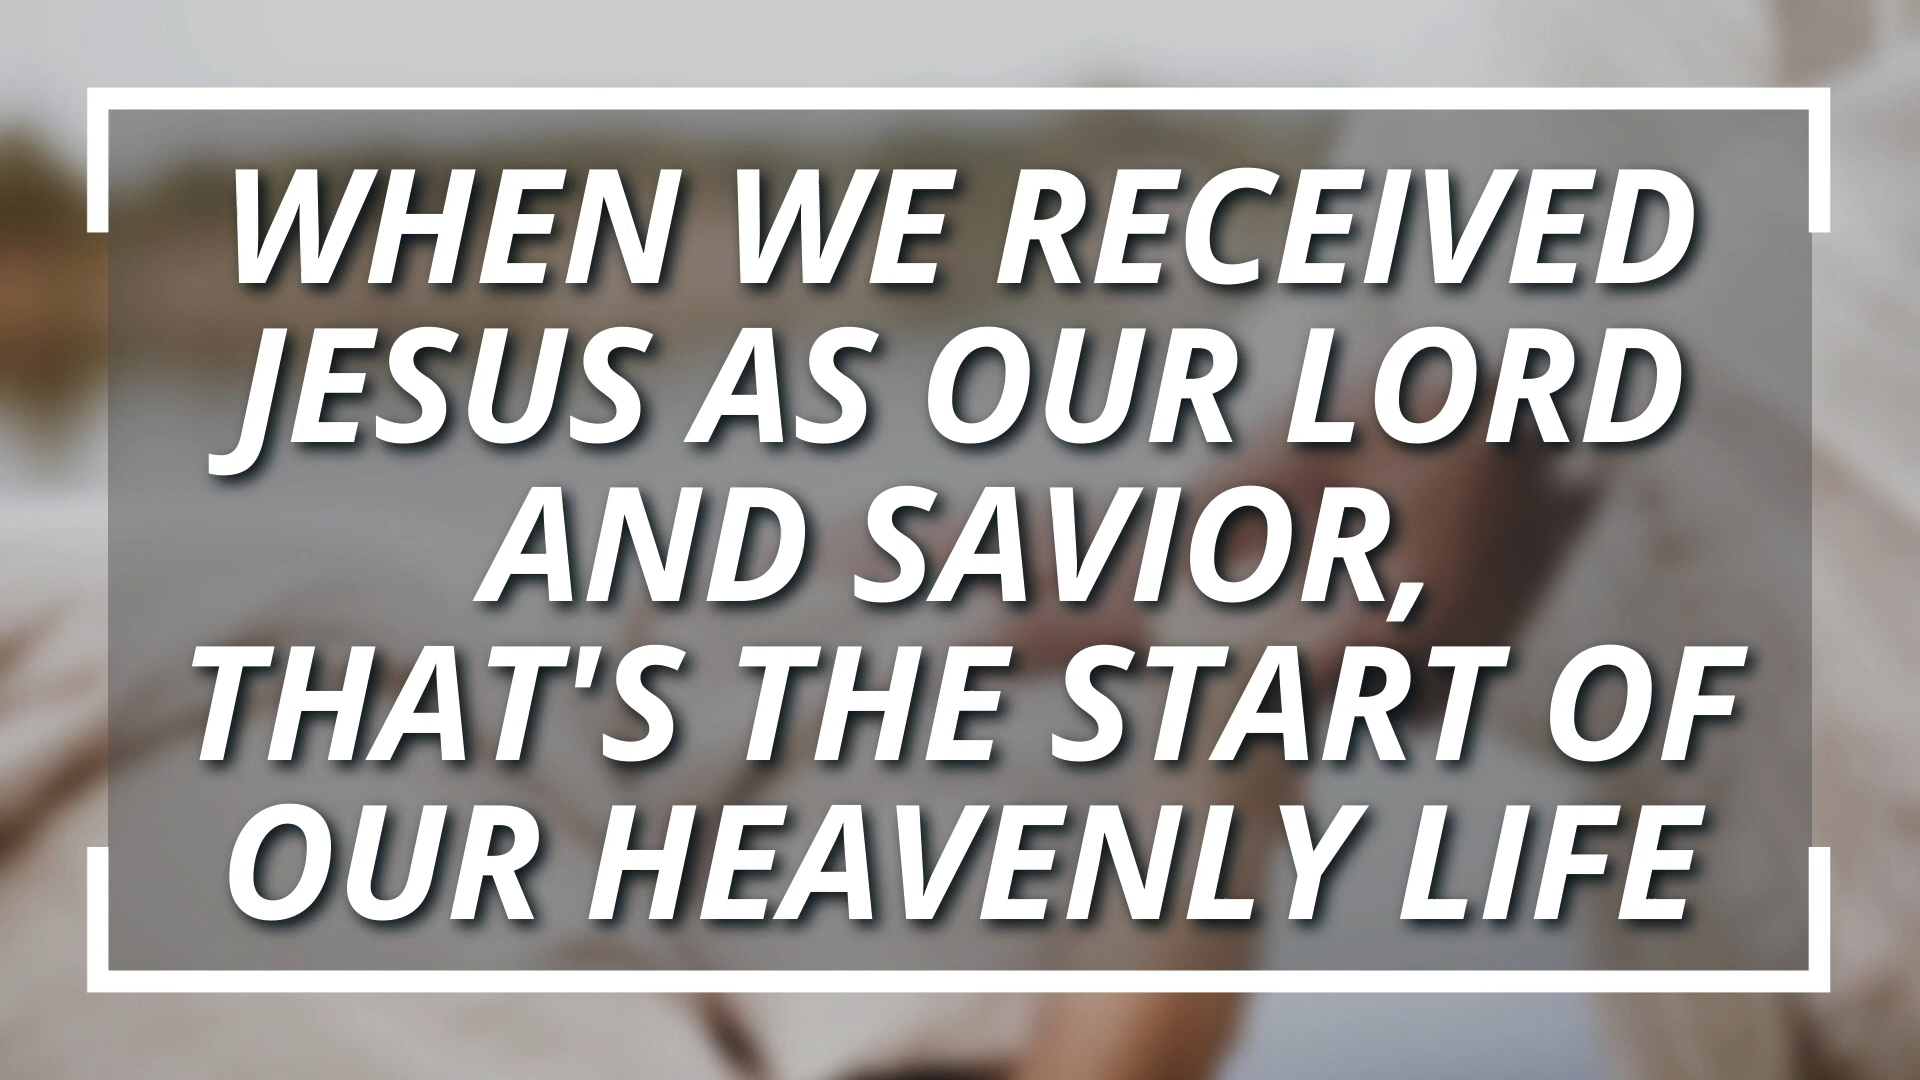 WHEN WE RECEIVED
JESUS AS OUR LORD
AND SAVIOR,
THAT'S THE START OF
OUR HEAVENLY LIFE